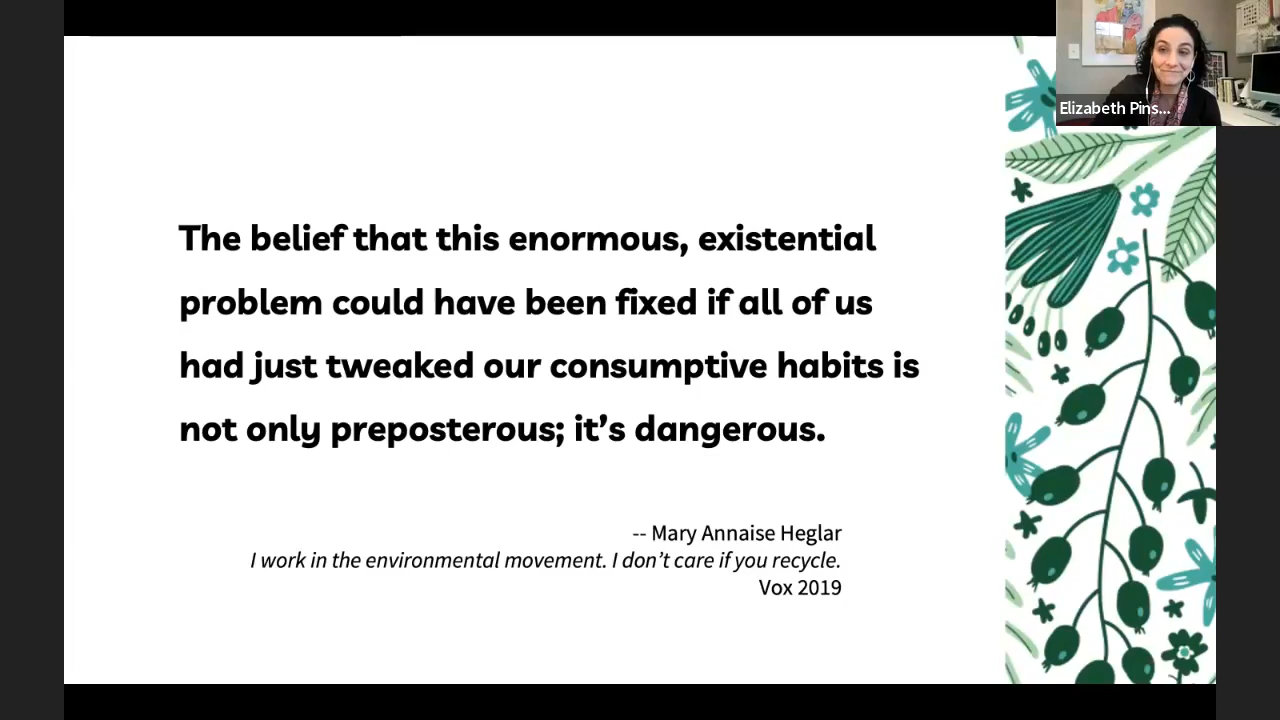 Elizabeth Pins...
The belief that this enormous, existential
problem could have been fixed if all of us
had just tweaked our consumptive habits is
not only preposterous; it’s dangerous.
-- Mary Annaise Heglar
I work in the environmental movement. I don’t care if you recycle.
Vox 2019